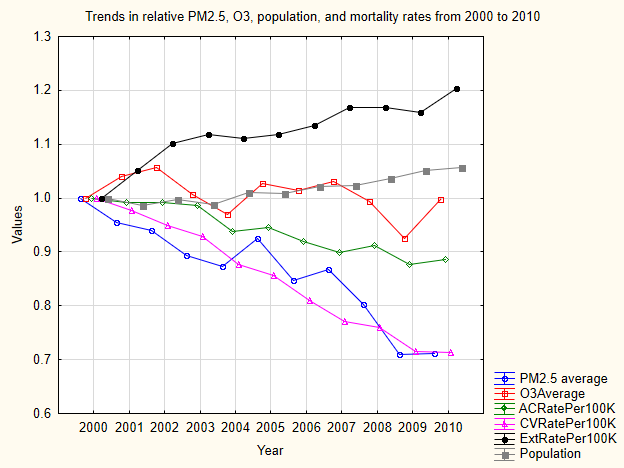 Trends in relative PM2.5, O3, population, and mortality rates from 2000 to 2010
1.3
1.2
1.1
1.0
0.9
0.8
0.7
0.6
Values
2000 2001 2002 2003 2004 2005 2006 2007 2008 2009 2010
Year
PM2.5 average
O3Average
ACRatePer100K
CVRatePer100K
ExtRatePer100K
Population